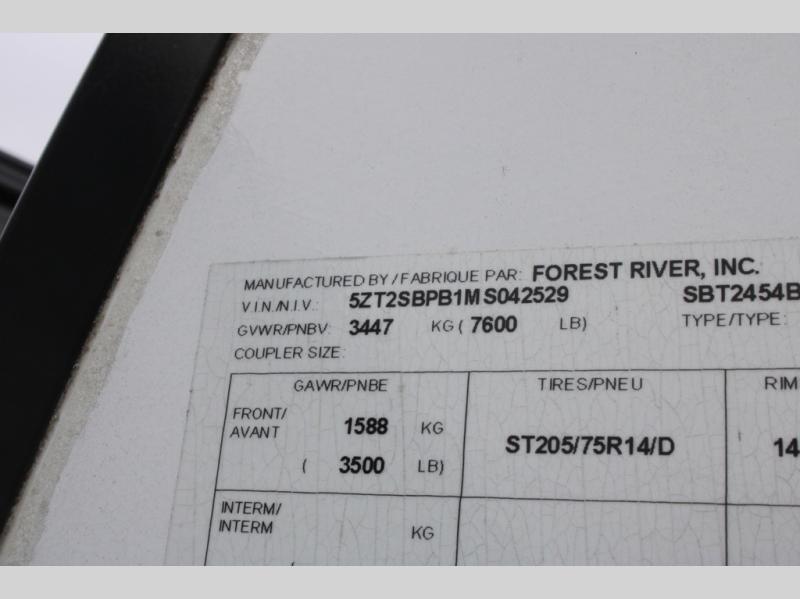 MANUFACTURED BY / FABRIQUE PAR: FOREST RIVER, INC.
V.I.N./N.I.V.: 5ZT2SBPB1MS042529 SBT2454B
GVWR/PNBV: 3447 KG ( 7600 LB) TYPE/TYPE:
COUPLER SIZE:
GAWR/PNBE TIRES/PNEU RIM
FRONT/
AVANT 1588 KG ST205/75R14/D 14
( 3500 LB)
INTERM/
INTERM KG